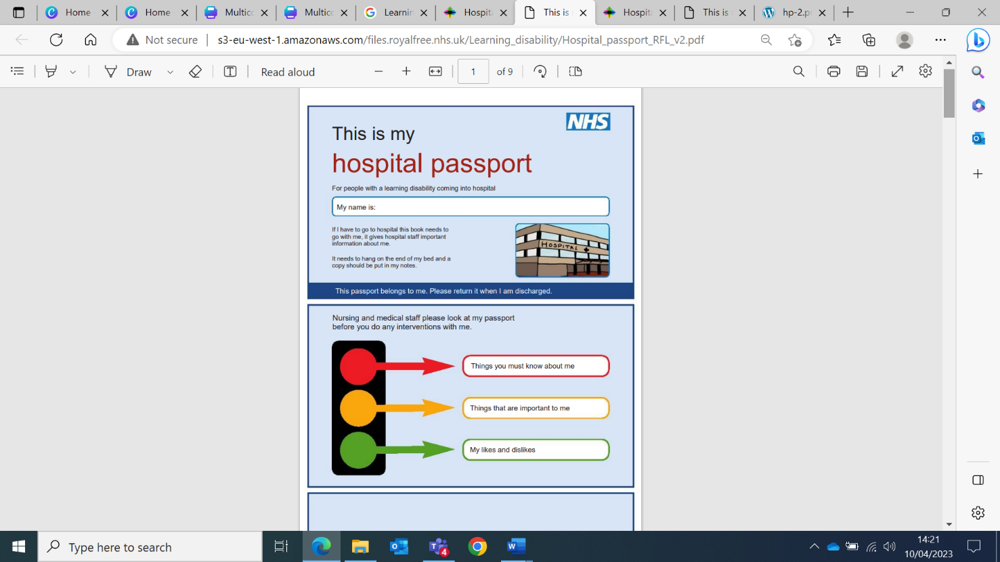 Home
Home
Multico
Multico
Learnin
Hospita
This is
Hospita
This is
hp-2.p
Not secure
s3-eu-west-1.amazonaws.com/files.royalfree.nhs.uk/Learning_disability/Hospital_passport_RFL_v2.pdf
Draw
Read aloud
1
of 9
NHS
This is my
hospital passport
For people with a learning disability coming into hospital
My name is:
If I have to go to hospital this book needs to
go with me, it gives hospital staff important
information about me.
It needs to hang on the end of my bed and a
copy should be put in my notes.
HOSPITAL
This passport belongs to me. Please return it when I am discharged.
Nursing and medical staff please look at my passport
before you do any interventions with me.
Things you must know about me
Things that are important to me
My likes and dislikes
Type here to search
4
14:21
10/04/2023